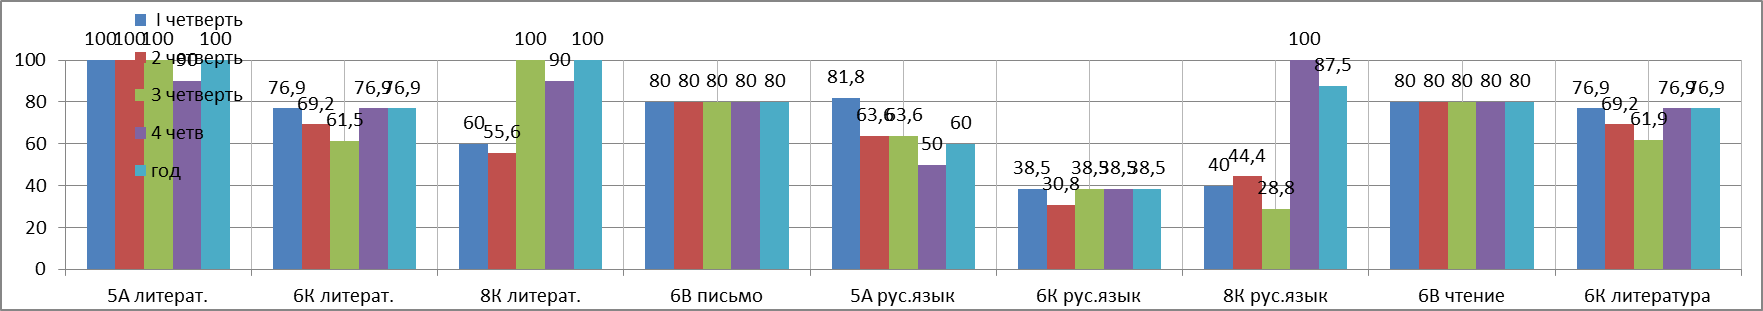 I четверть
2 четверть
3 четверть
4 четв
год
100
80
60
40
20
0
100 100 100 90 100
76,9 69,2 61,5 76,9 76,9
60 55,6 100 90 100
80 80 80 80 80
81,8 63,6 63,6 50 60
38,5 30,8 38,5 38,5 38,5
40 44,4 28,8 100 87,5
80 80 80 80 80
76,9 69,2 61,9 76,9 76,9
5А литерат. 6К литерат. 8К литерат. 6В письмо 5А рус.язык 6К рус.язык 8К рус.язык 6В чтение 6К литература